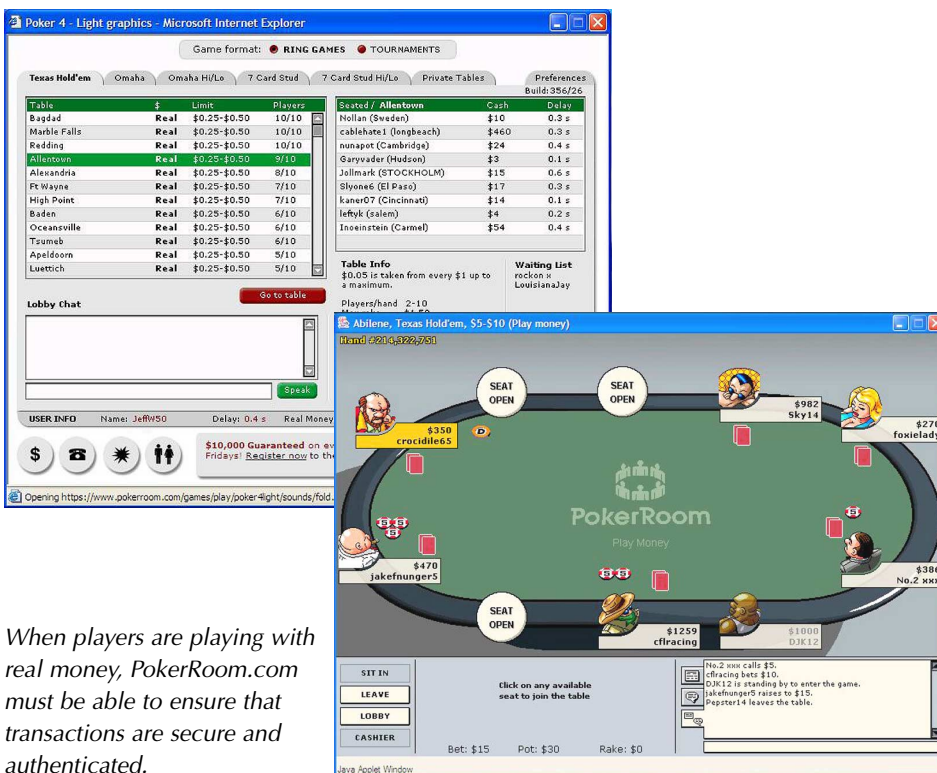 Poker 4 - Light graphics - Microsoft Internet Explorer
Game format: RING GAMES TOURNAMENTS
Texas Hold'em Omaha Omaha Hi/Lo 7 Card Stud 7 Card Stud Hi/Lo Private Tables Preferences
Build:356/26
Table $ Limit Players
Bagdad Real $0.25-$0.50 10/10
Marble Falls Real $0.25-$0.50 10/10
Redding Real $0.25-$0.50 10/10
Allentown Real $0.25-$0.50 9/10
Alexandria Real $0.25-$0.50 8/10
Ft Wayne Real $0.25-$0.50 7/10
High Point Real $0.25-$0.50 7/10
Baden Real $0.25-$0.50 6/10
Oceansville Real $0.25-$0.50 6/10
Tsumeb Real $0.25-$0.50 6/10
Apeldoorn Real $0.25-$0.50 5/10
Luettich Real $0.25-$0.50 5/10
Seated / Allentown Cash Delay
Nollan (Sweden) $10 0.3 s
cablehate1 (longbeach) $460 0.3 s
nunapot (Cambridge) $24 0.4 s
Garyvader (Hudson) $3 0.1 s
Jollmark (STOCKHOLM) $15 0.6 s
Slyone6 (El Paso) $17 0.3 s
kaner07 (Cincinnati) $14 0.1 s
leftyk (salem) $4 0.2 s
Inoeinstein (Carmel) $54 0.4 s
Table Info
$0.05 is taken from every $1 up to
a maximum.
Players/hand 2-10
Waiting List
rockon x
LouisianaJay
Go to table
Lobby Chat
Speak
USER INFO Name: JeffW50 Delay: 0.4 s Real Money
$10,000 Guaranteed on
Fridays! Register now to
Opening https://www.pokerroom.com/games/play/poker4light/sounds/fold.
Abilene, Texas Hold'em, $5-$10 (Play money)
Hand #214,322,751
SEAT
OPEN
SEAT
OPEN
$982
Sky14
$350
crocidile65
D
foxielady
PokerRoom
Play Money
5 5
5
5
$470
jakefnunger5
No.2 xxx
5 5
SEAT
OPEN
$1259
cflracing
$1000
DJK12
SIT IN
LEAVE
LOBBY
CASHIER
Click on any available
seat to join the table
Bet: $15 Pot: $30 Rake: $0
No.2 xxx calls $5.
cflracing bets $10.
DJK12 is standing by to enter the game.
jakefnunger5 raises to $15.
Pepster14 leaves the table.
Java Applet Window
When players are playing with
real money, PokerRoom.com
must be able to ensure that
transactions are secure and
authenticated.